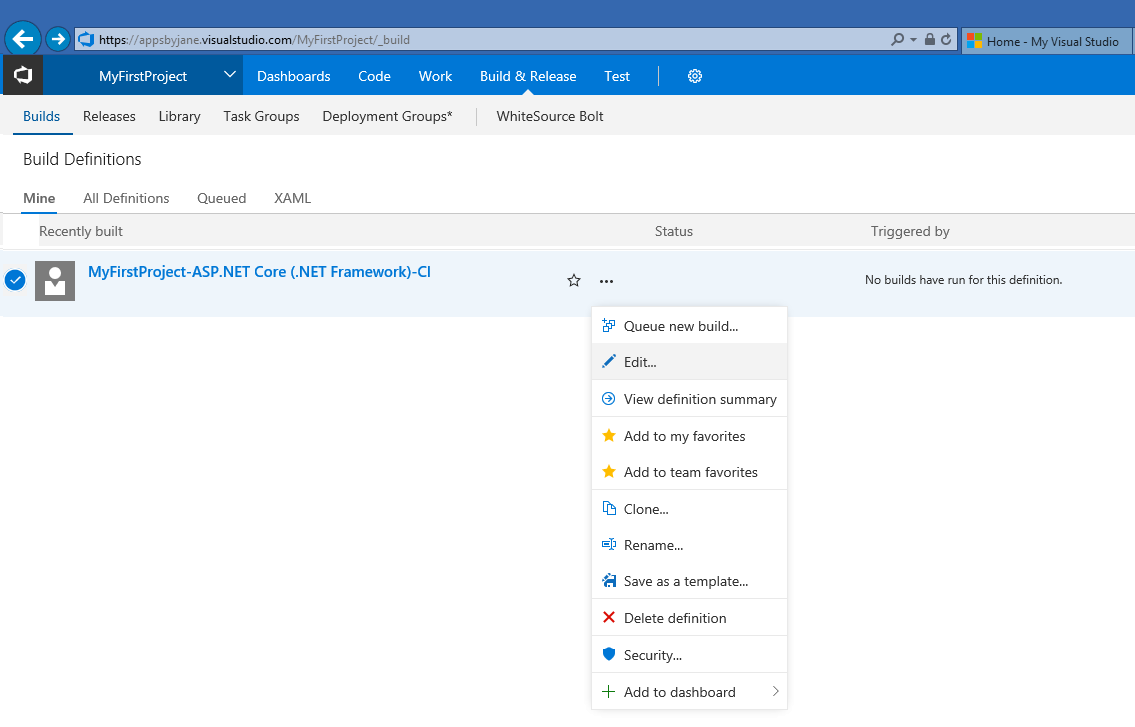 https://appsbyjane.visualstudio.com/MyFirstProject/_build
Home - My Visual Studio
MyFirstProject Dashboards Code Work Build & Release Test
Builds Releases Library Task Groups Deployment Groups* WhiteSource Bolt
Build Definitions
Mine All Definitions Queued XAML
Recently built Status Triggered by
MyFirstProject-ASP.NET Core (.NET Framework)-CI
No builds have run for this definition.
Queue new build...
Edit...
View definition summary
Add to my favorites
Add to team favorites
Clone...
Rename...
Save as a template...
Delete definition
Security...
Add to dashboard